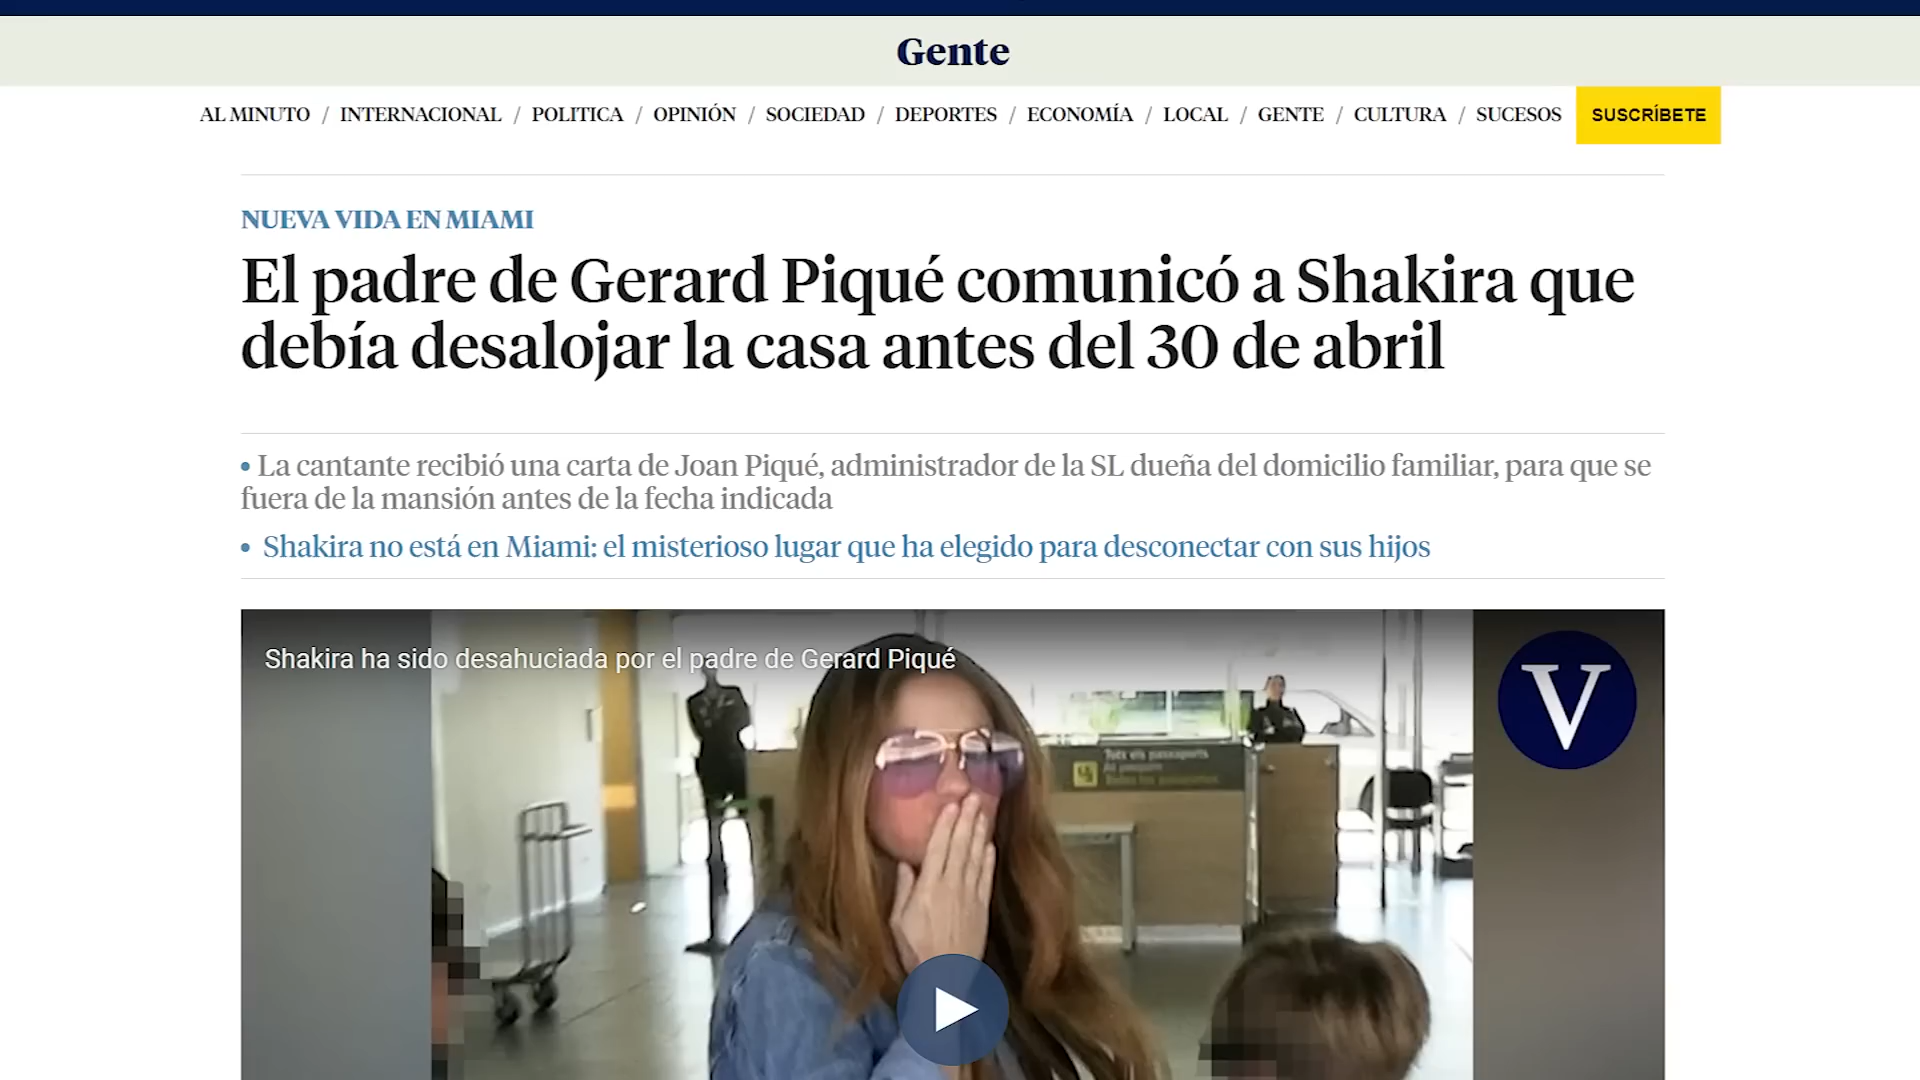 Gente
AL MINUTO / INTERNACIONAL / POLITICA / OPINIÓN / SOCIEDAD / DEPORTES / ECONOMÍA / LOCAL / GENTE / CULTURA / SUCESOS SUSCRÍBETE
NUEVA VIDA EN MIAMI
El padre de Gerard Piqué comunicó a Shakira que
debía desalojar la casa antes del 30 de abril
• La cantante recibió una carta de Joan Piqué, administrador de la SL dueña del domicilio familiar, para que se
fuera de la mansión antes de la fecha indicada
• Shakira no está en Miami: el misterioso lugar que ha elegido para desconectar con sus hijos
Shakira ha sido desahuciada por el padre de Gerard Piqué
V
Tots els passaports